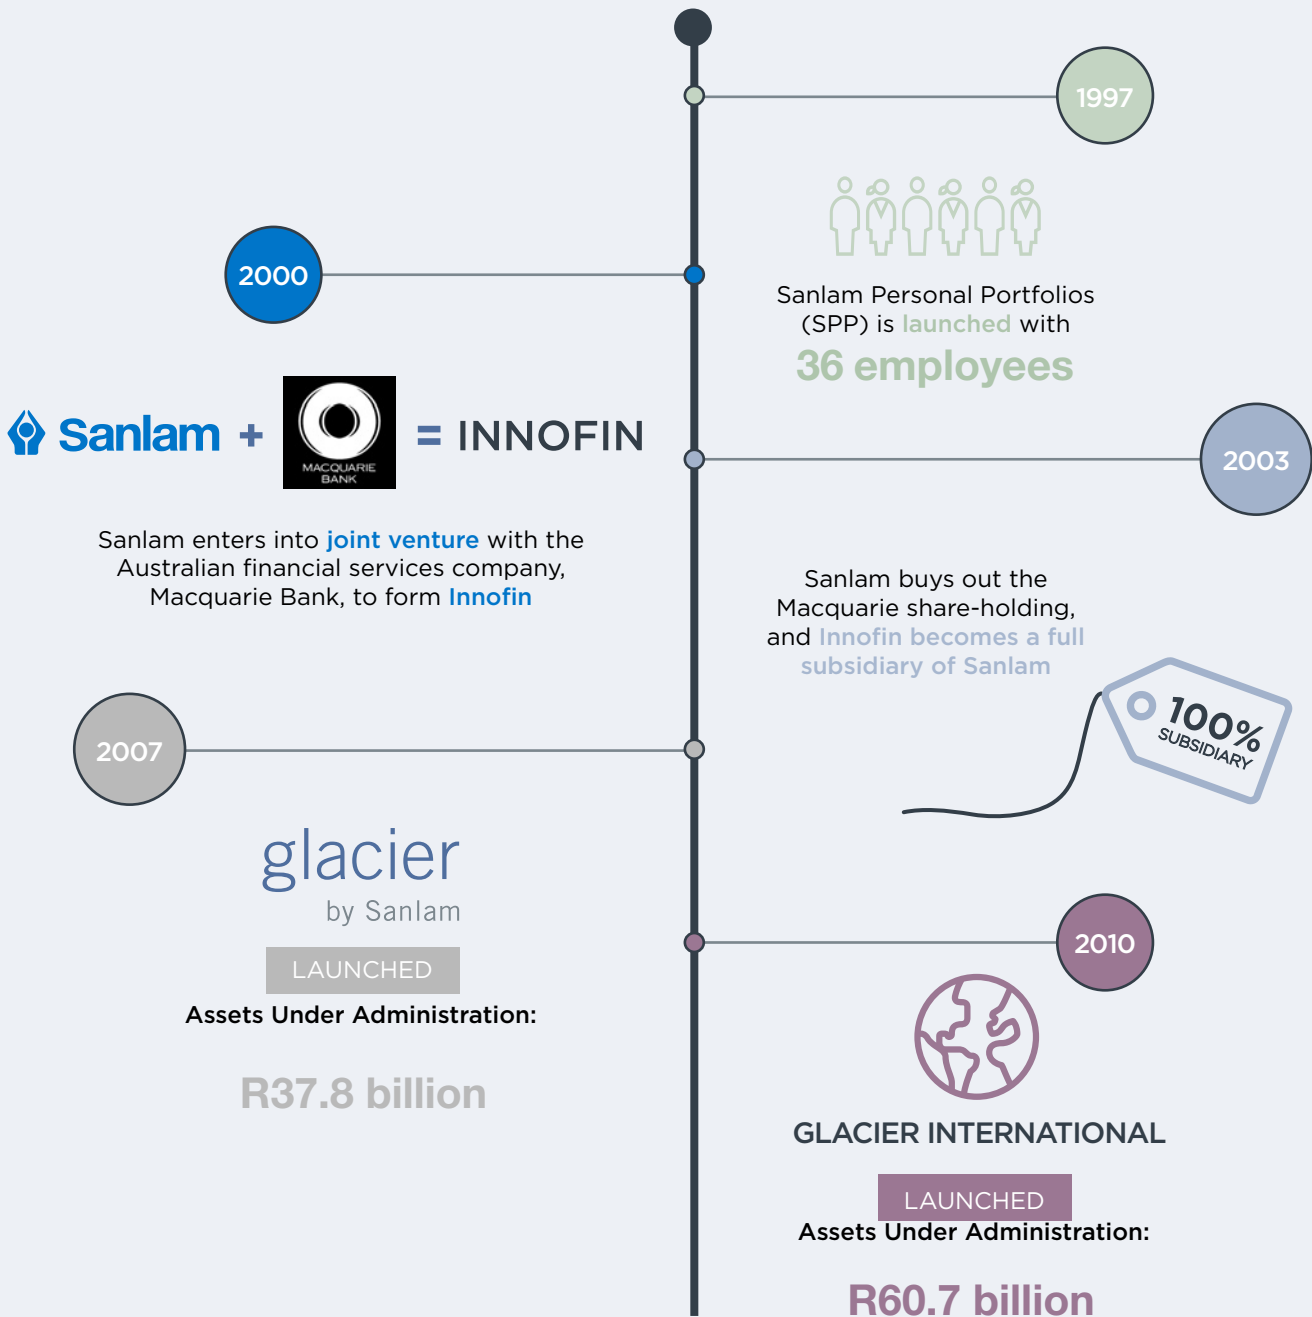 1997
Sanlam Personal Portfolios
(SPP) is launched with
36 employees
2000
Sanlam + MACQUARIE BANK = INNOFIN
Sanlam enters into joint venture with the
Australian financial services company,
Macquarie Bank, to form Innofin
2003
Sanlam buys out the
Macquarie share-holding,
and Innofin becomes a full
subsidiary of Sanlam
100%
SUBSIDIARY
2007
glacier
by Sanlam
LAUNCHED
Assets Under Administration:
R37.8 billion
2010
GLACIER INTERNATIONAL
LAUNCHED
Assets Under Administration:
R60.7 billion